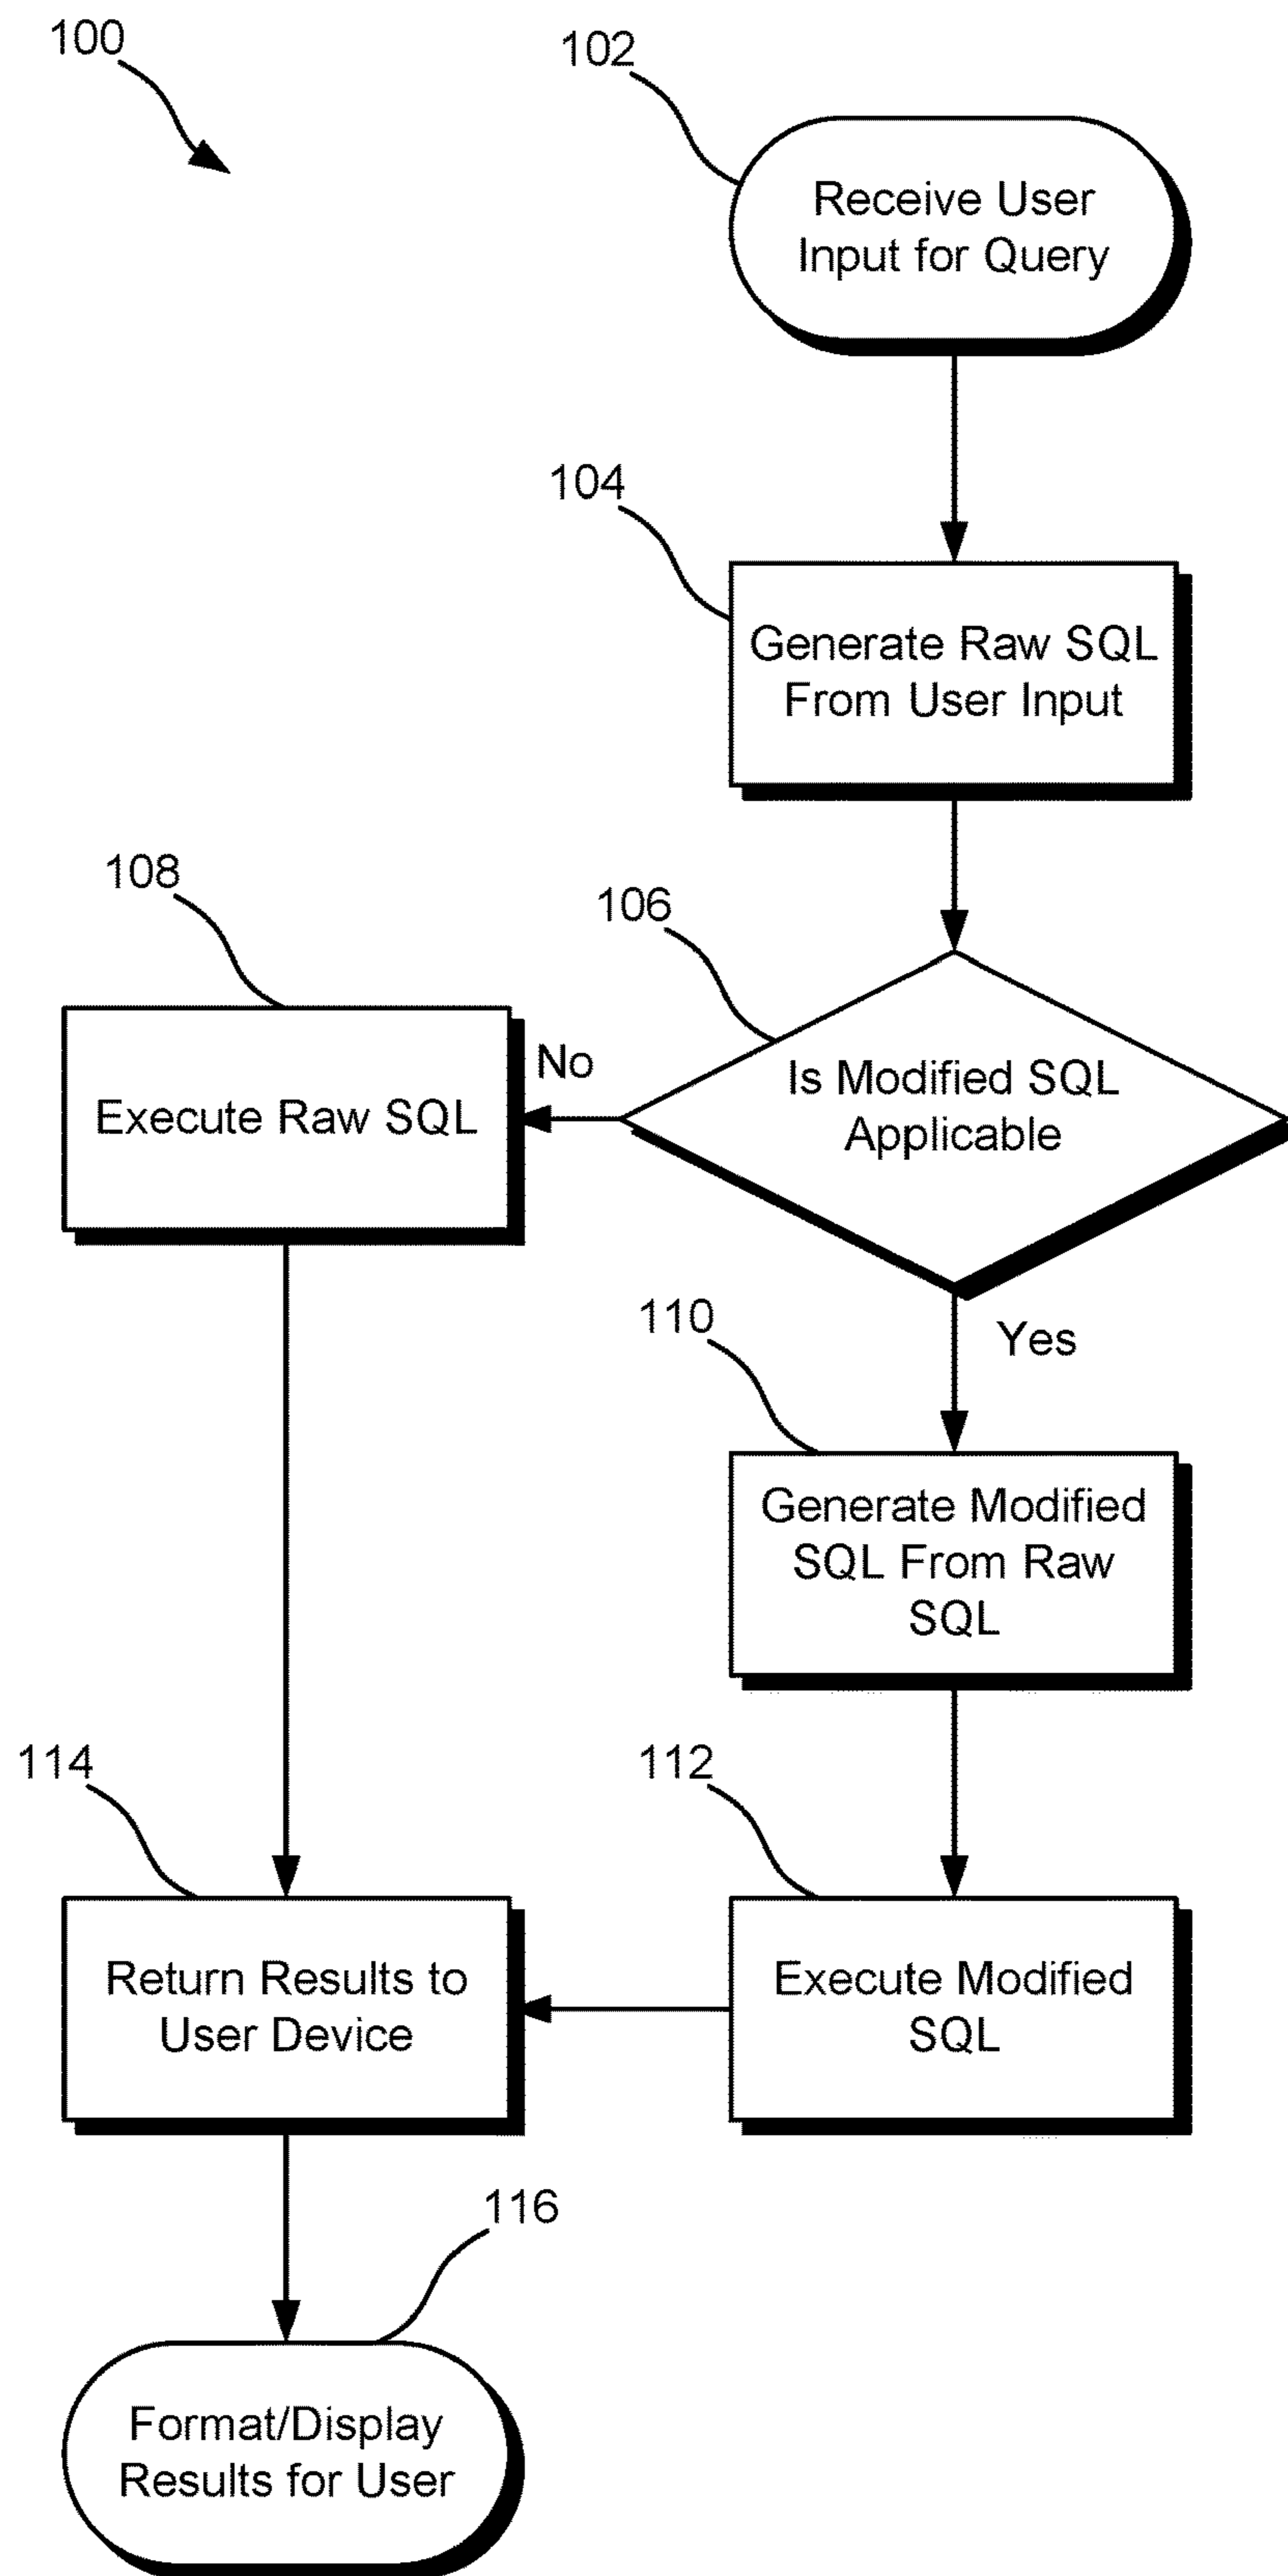 100
102
Receive User
Input for Query
104
Generate Raw SQL
From User Input
108
106
No
Execute Raw SQL
Is Modified SQL
Applicable
110
Yes
Generate Modified
SQL From Raw
SQL
114
112
Return Results to
User Device
Execute Modified
SQL
116
Format/Display
Results for User